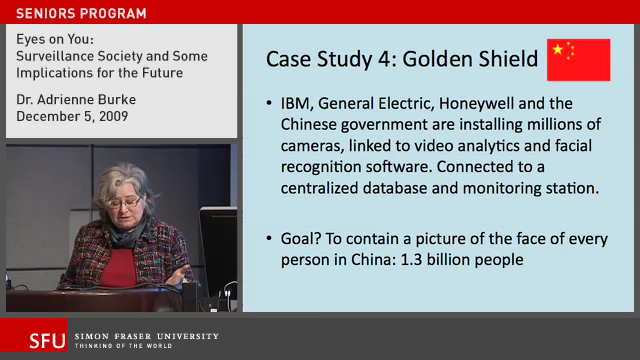 SENIORS PROGRAM
Eyes on You:
Surveillance Society and Some
Implications for the Future
Dr. Adrienne Burke
December 5, 2009
Case Study 4: Golden Shield
• IBM, General Electric, Honeywell and the
Chinese government are installing millions of
cameras, linked to video analytics and facial
recognition software. Connected to a
centralized database and monitoring station.
• Goal? To contain a picture of the face of every
person in China: 1.3 billion people
SFU
SIMON FRASER UNIVERSITY
THINKING OF THE WORLD